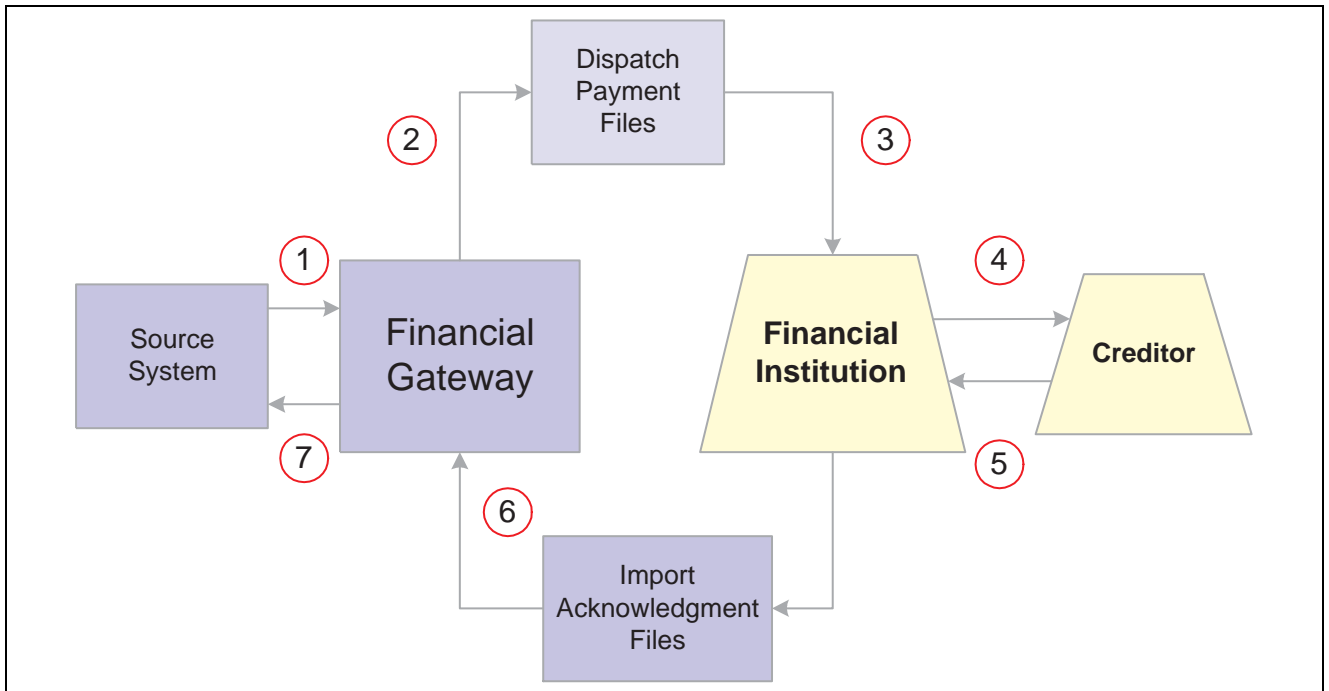 Dispatch
Payment
Files
2
3
1
4
Source
System
Financial
Gateway
Financial
Institution
Creditor
7
5
6
Import
Acknowledgment
Files